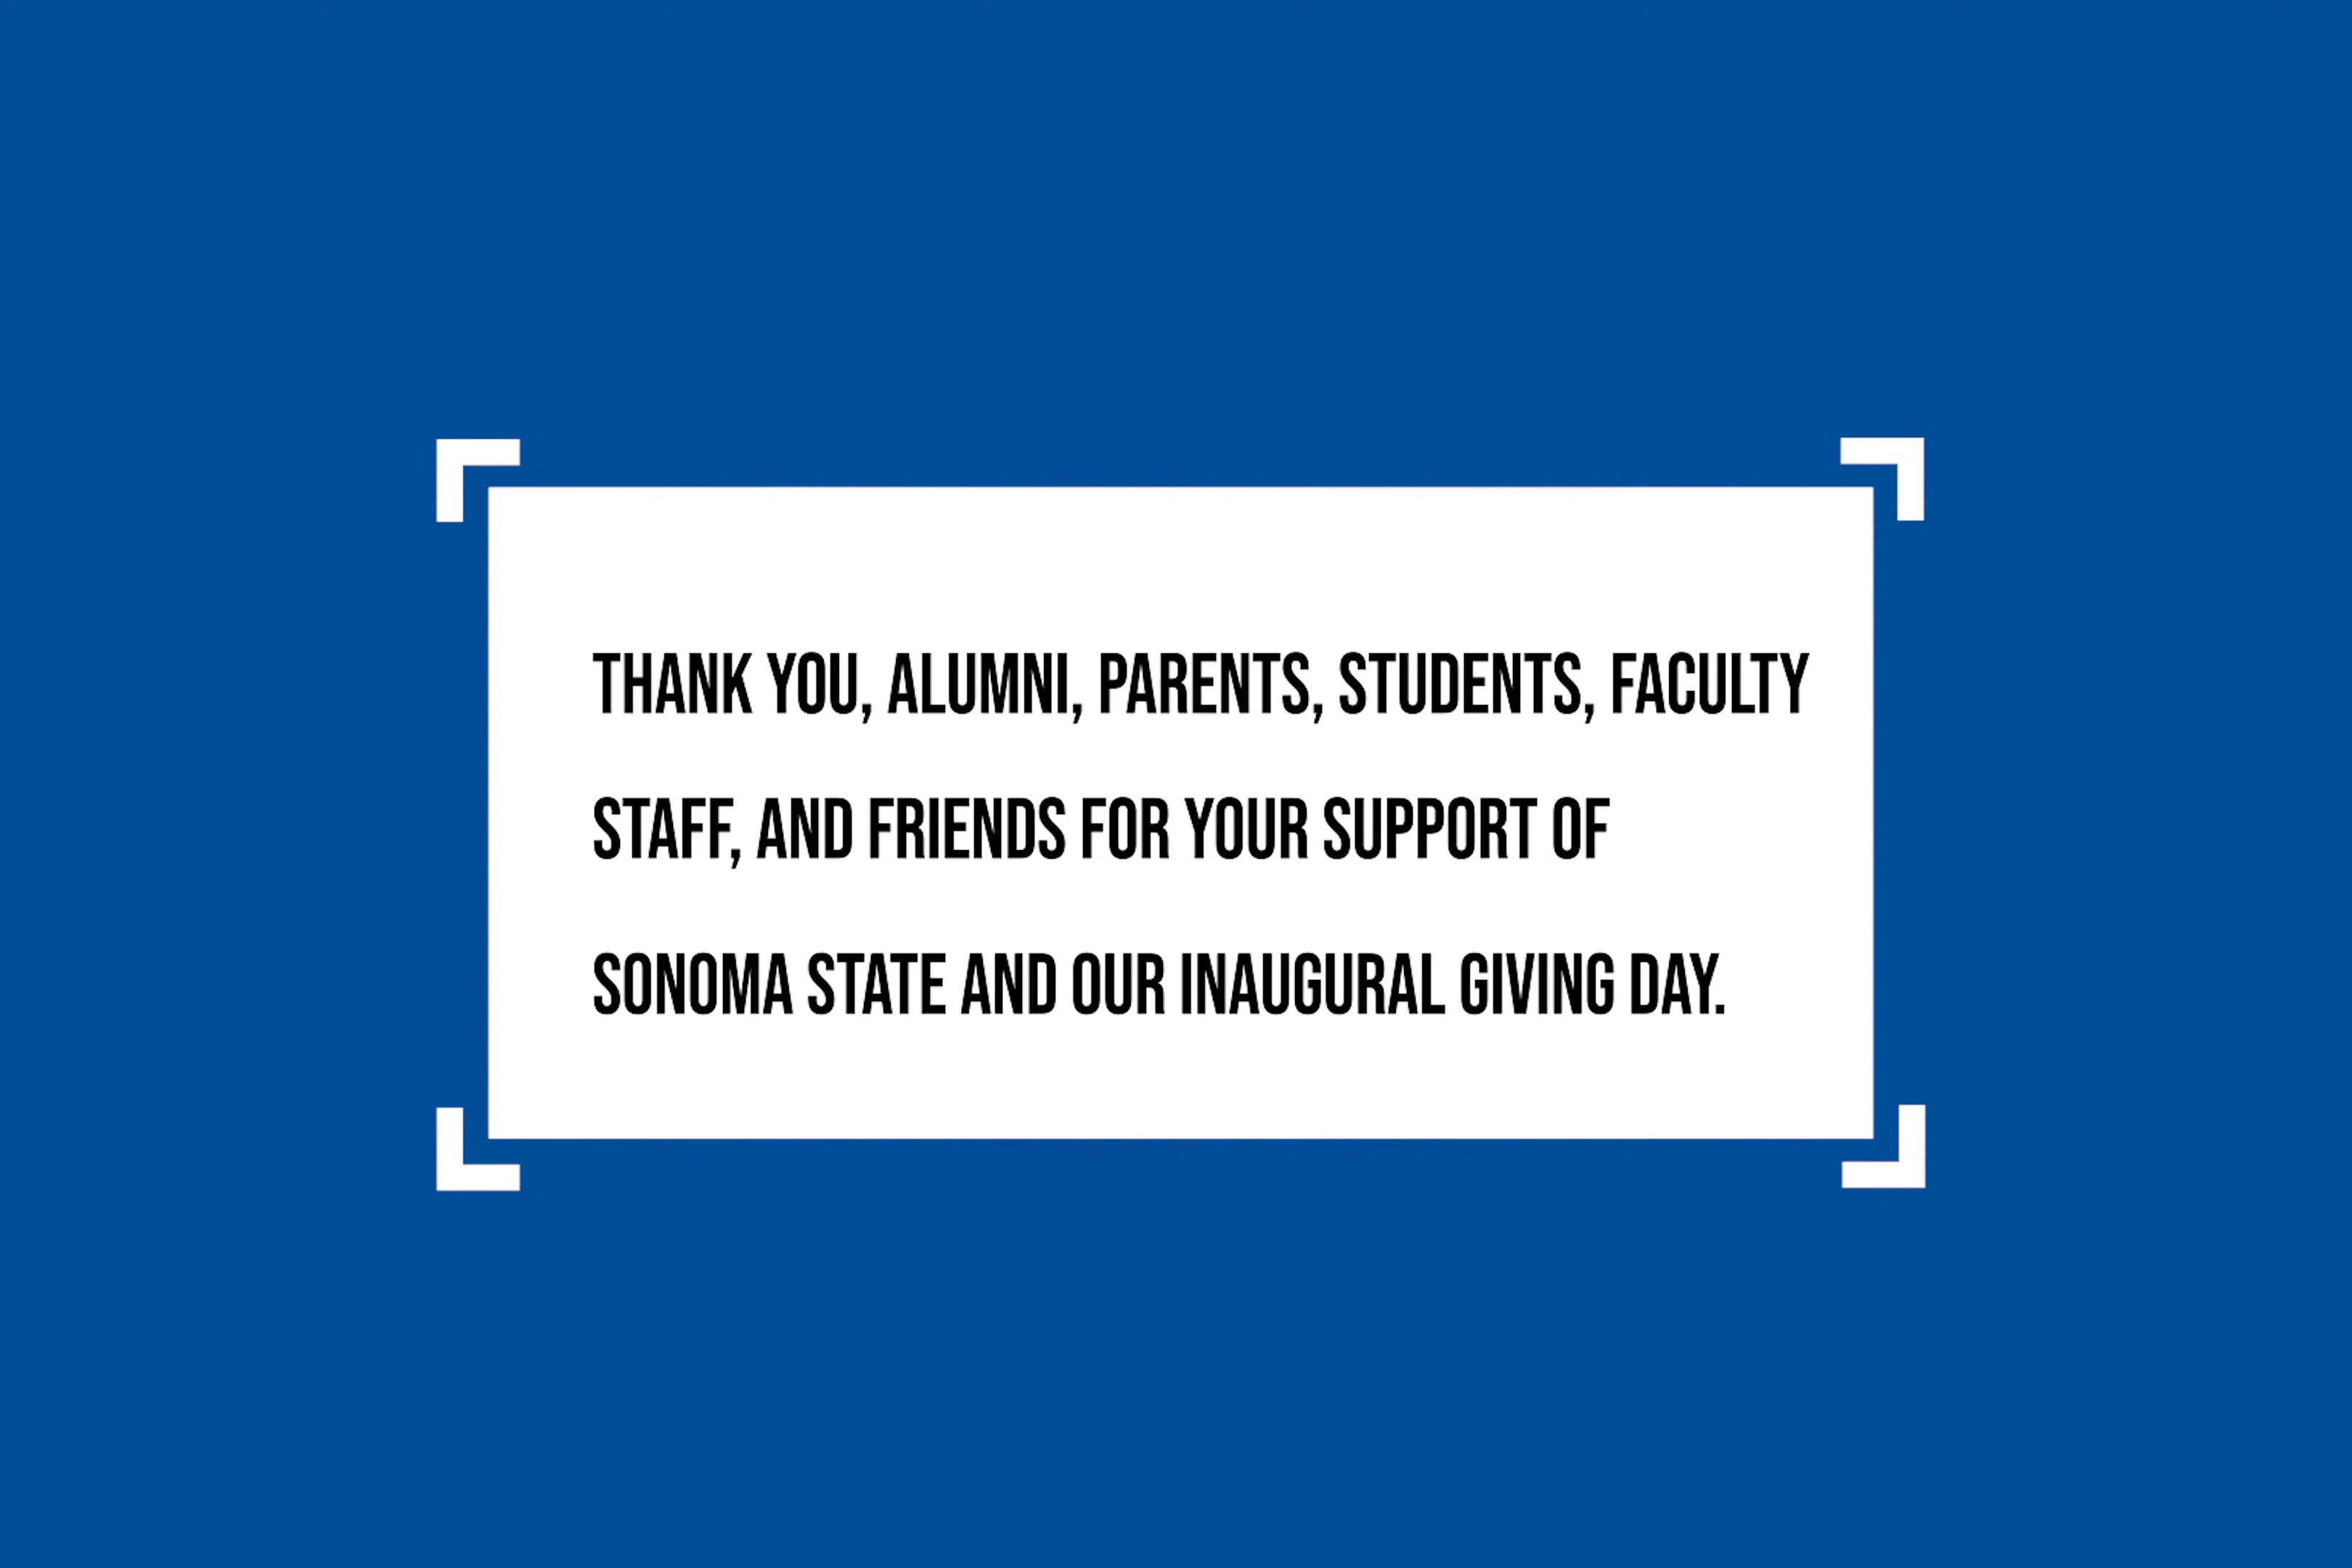 THANK YOU, ALUMNI, PARENTS, STUDENTS, FACULTY
STAFF, AND FRIENDS FOR YOUR SUPPORT OF
SONOMA STATE AND OUR INAUGURAL GIVING DAY.